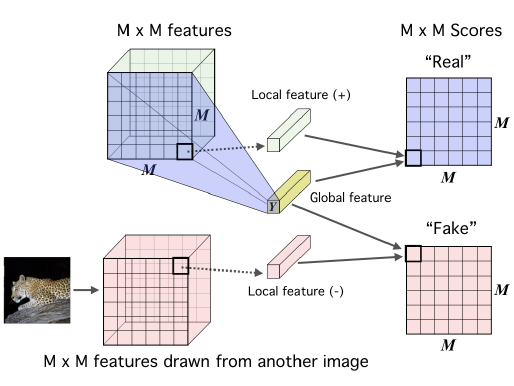 M x M features
M x M Scores
"Real"
Local feature (+)
M
M
M
M
Y
Global feature
"Fake"
Local feature (-)
M
M
M x M features drawn from another image